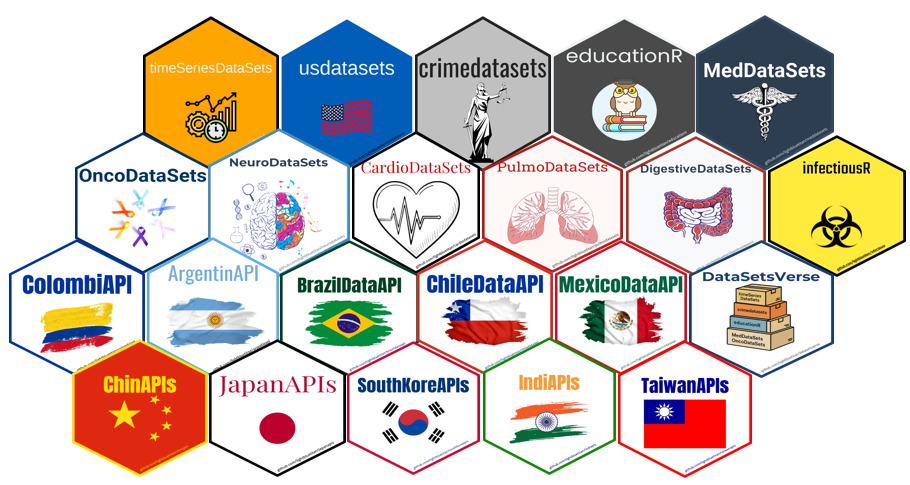 timeSeriesDataSets
usdatasets
crimedatasets
educationR
MedDataSets
OncoDataSets
NeuroDataSets
CardioDataSets
PulmoDataSets
DigestiveDataSets
infectiousR
ColombiAPI
ArgentinAPI
BrazilDataAPI
ChileDataAPI
MexicoDataAPI
DataSetsVerse
timeSeries
DataSets
crimedatasets
educationR
MedDataSets
OncoDataSets
ChinAPIs
JapanAPIs
SouthKoreAPIs
IndiAPIs
TaiwanAPIs